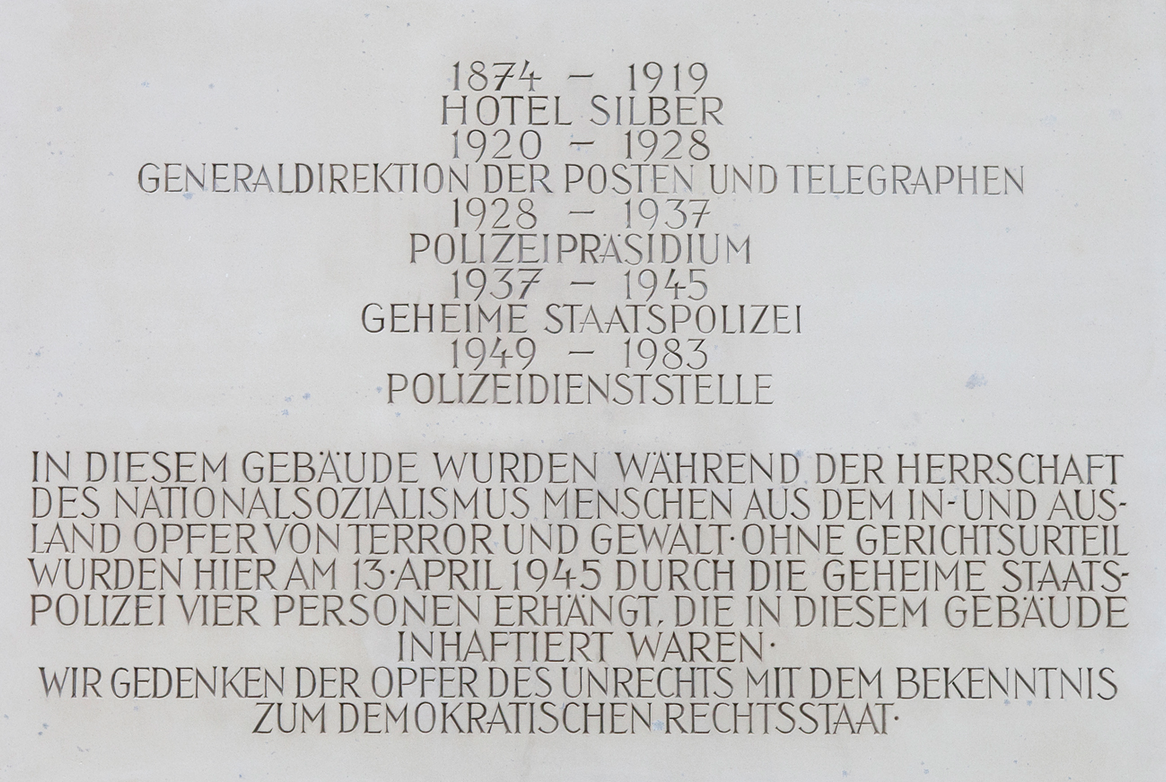 1874 – 1919
HOTEL SILBER
1920 – 1928
GENERALDIREKTION DER POSTEN UND TELEGRAPHEN
1928 – 1937
POLIZEIPRÄSIDIUM
1937 – 1945
GEHEIME STAATSPOLIZEI
1949 – 1983
POLIZEIDIENSTSTELLE
IN DIESEM GEBÄUDE WURDEN WÄHREND DER HERRSCHAFT
DES NATIONALSOZIALISMUS MENSCHEN AUS DEM IN-UND AUS-
LAND OPFER VON TERROR UND GEWALT· OHNE GERICHTSURTEIL
WURDEN HIER AM 13·APRIL 1945 DURCH DIE GEHEIME STAATS-
POLIZEI VIER PERSONEN ERHÄNGT, DIE IN DIESEM GEBÄUDE
INHAFTIERT WAREN·
WIR GEDENKEN DER OPFER DES UNRECHTS MIT DEM BEKENNTNIS
ZUM DEMOKRATISCHEN RECHTSSTAAT·